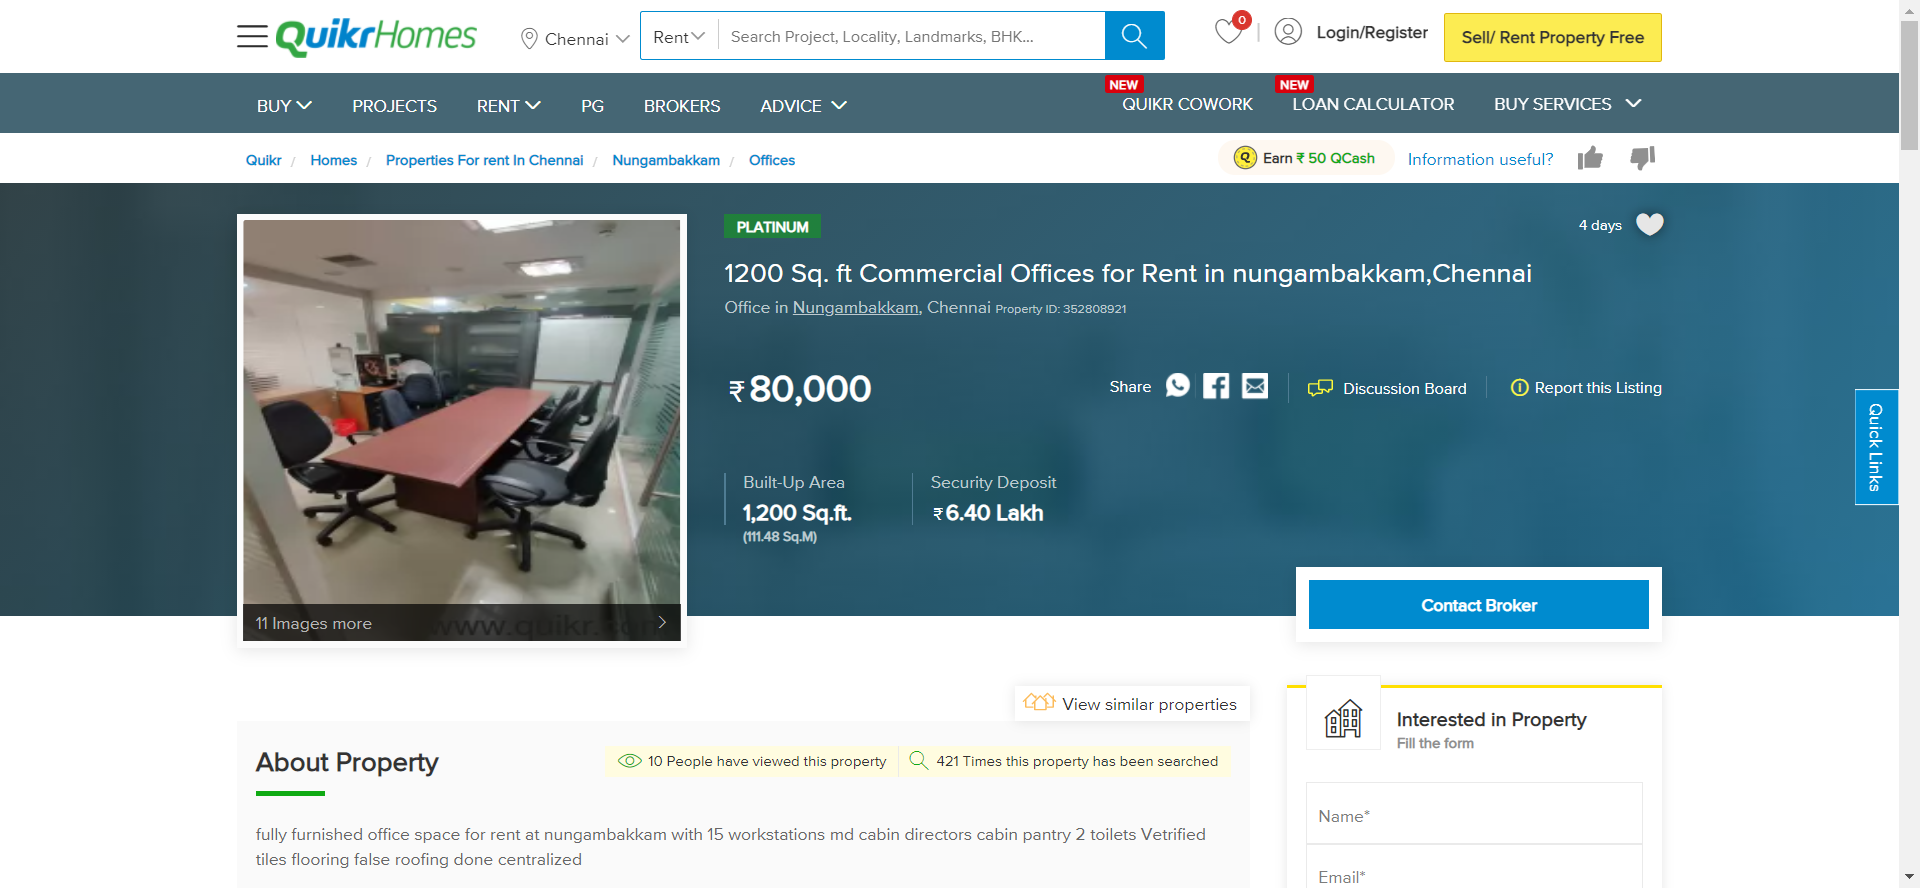 QuikrHomes
Chennai
Rent
Search Project, Locality, Landmarks, BHK...
0
Login/Register
Sell/ Rent Property Free
BUY
PROJECTS
RENT
PG
BROKERS
ADVICE
NEW
QUIKR COWORK
NEW
LOAN CALCULATOR
BUY SERVICES
Quikr / Homes / Properties For rent In Chennai / Nungambakkam / Offices
Q Earn ₹ 50 QCash
Information useful?
PLATINUM
4 days
1200 Sq. ft Commercial Offices for Rent in nungambakkam,Chennai
Office in Nungambakkam, Chennai Property ID: 352808921
₹ 80,000
Share
Discussion Board
Report this Listing
Quick Links
Built-Up Area
1,200 Sq.ft.
(111.48 Sq.M)
Security Deposit
₹ 6.40 Lakh
11 Images more
www.quikr.com
Contact Broker
View similar properties
Interested in Property
Fill the form
About Property
10 People have viewed this property
421 Times this property has been searched
Name*
fully furnished office space for rent at nungambakkam with 15 workstations md cabin directors cabin pantry 2 toilets Vetrified
tiles flooring false roofing done centralized
Email*